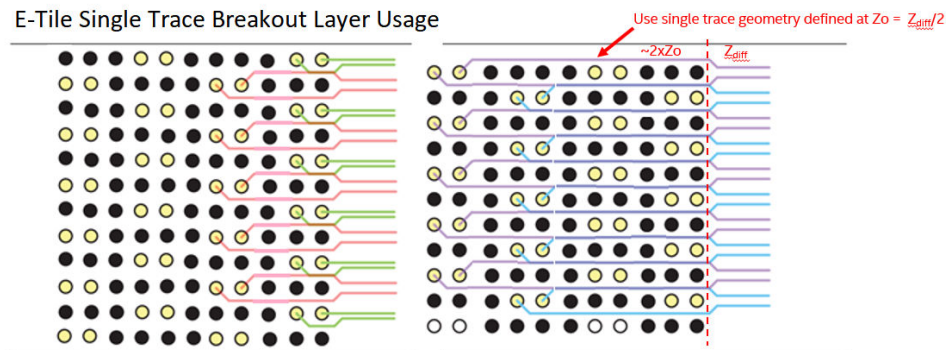 E-Tile Single Trace Breakout Layer Usage
Use single trace geometry defined at Zo = Zdiff/2
~2xZo
Zdiff